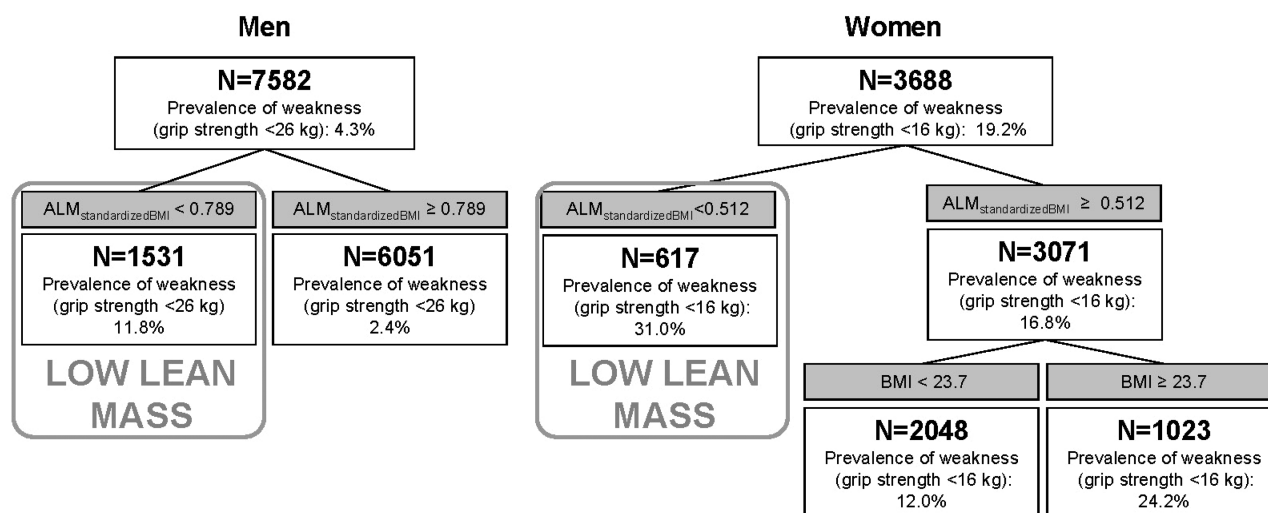 Men
N=7582
Prevalence of weakness
(grip strength <26 kg): 4.3%
ALMstandardizedBMI < 0.789
N=1531
Prevalence of weakness
(grip strength <26 kg)
11.8%
LOW LEAN
MASS
ALMstandardizedBMI ≥ 0.789
N=6051
Prevalence of weakness
(grip strength <26 kg)
2.4%
Women
N=3688
Prevalence of weakness
(grip strength <16 kg): 19.2%
ALMstandardizedBMI<0.512
N=617
Prevalence of weakness
(grip strength <16 kg):
31.0%
LOW LEAN
MASS
ALMstandardizedBMI ≥ 0.512
N=3071
Prevalence of weakness
(grip strength <16 kg):
16.8%
BMI < 23.7
N=2048
Prevalence of weakness
(grip strength <16 kg):
12.0%
BMI ≥ 23.7
N=1023
Prevalence of weakness
(grip strength <16 kg):
24.2%